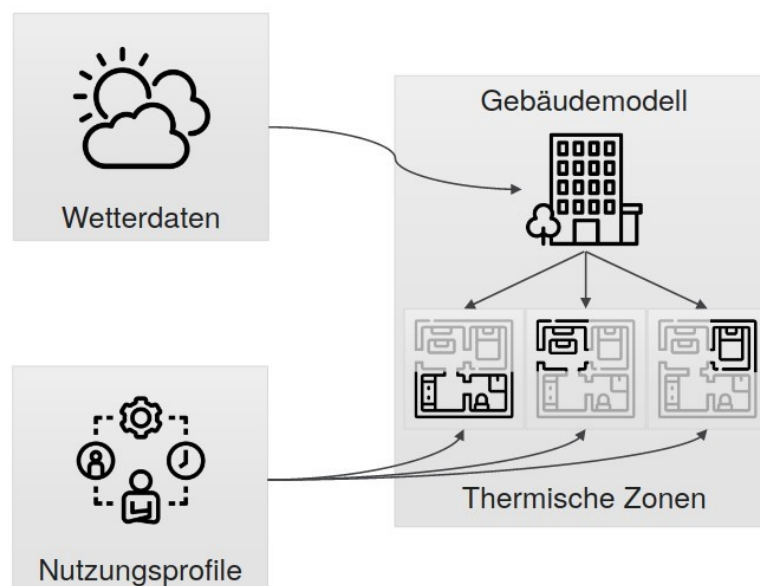 Wetterdaten
Gebäudemodell
Thermische Zonen
Nutzungsprofile